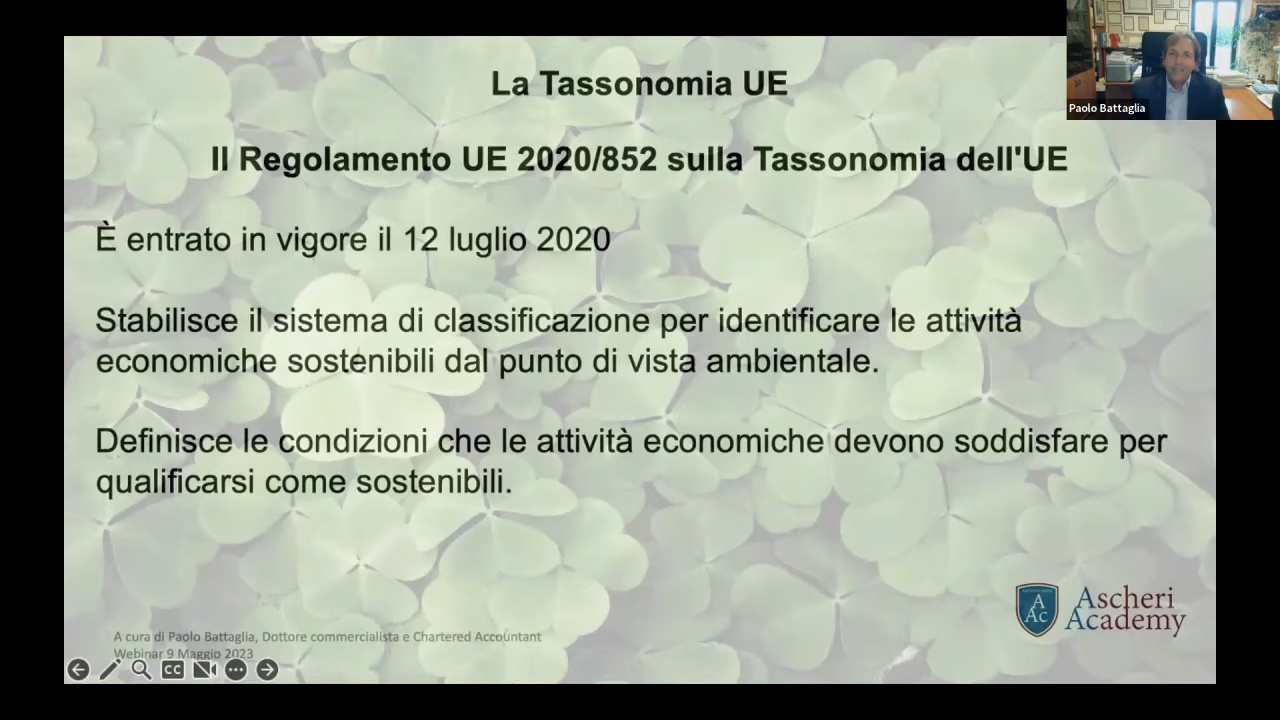 La Tassonomia UE
Paolo Battaglia
Il Regolamento UE 2020/852 sulla Tassonomia dell'UE
È entrato in vigore il 12 luglio 2020
Stabilisce il sistema di classificazione per identificare le attività
economiche sostenibili dal punto di vista ambientale.
Definisce le condizioni che le attività economiche devono soddisfare per
qualificarsi come sostenibili.
A Ac
Ascheri
Academy
A cura di Paolo Battaglia, Dottore commercialista e Chartered Accountant
Webinar 9 Maggio 2023
CC